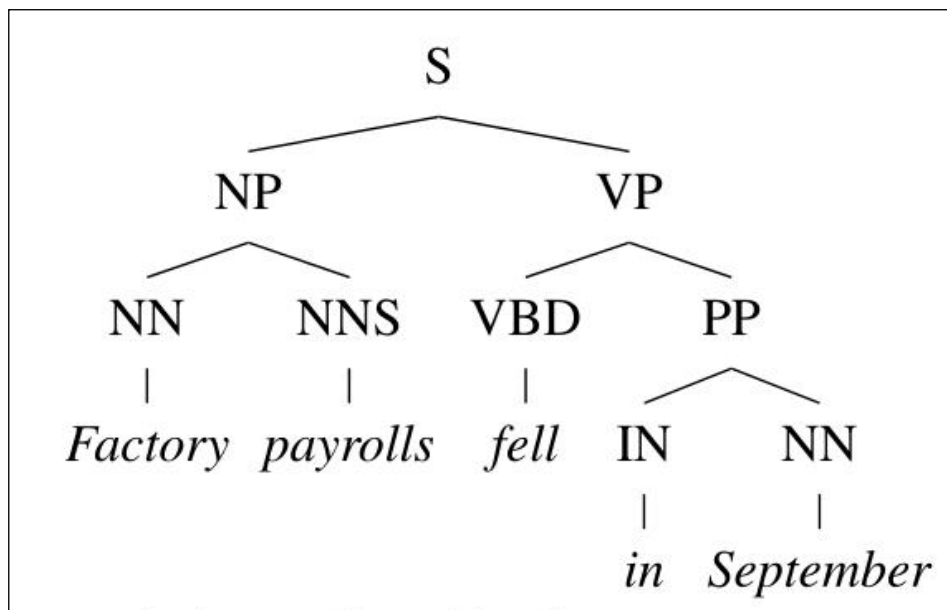 S
NP VP
NN NNS VBD PP
Factory payrolls fell IN NN
in September